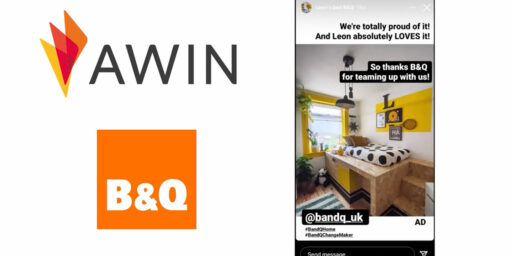 AWIN
B&Q
We're totally proud of it!
And Leon absolutely LOVES it!
So thanks B&Q
for teaming up with us!
@bandq_uk
AD
#BandQHome
#BandQChangeMaker
Send message